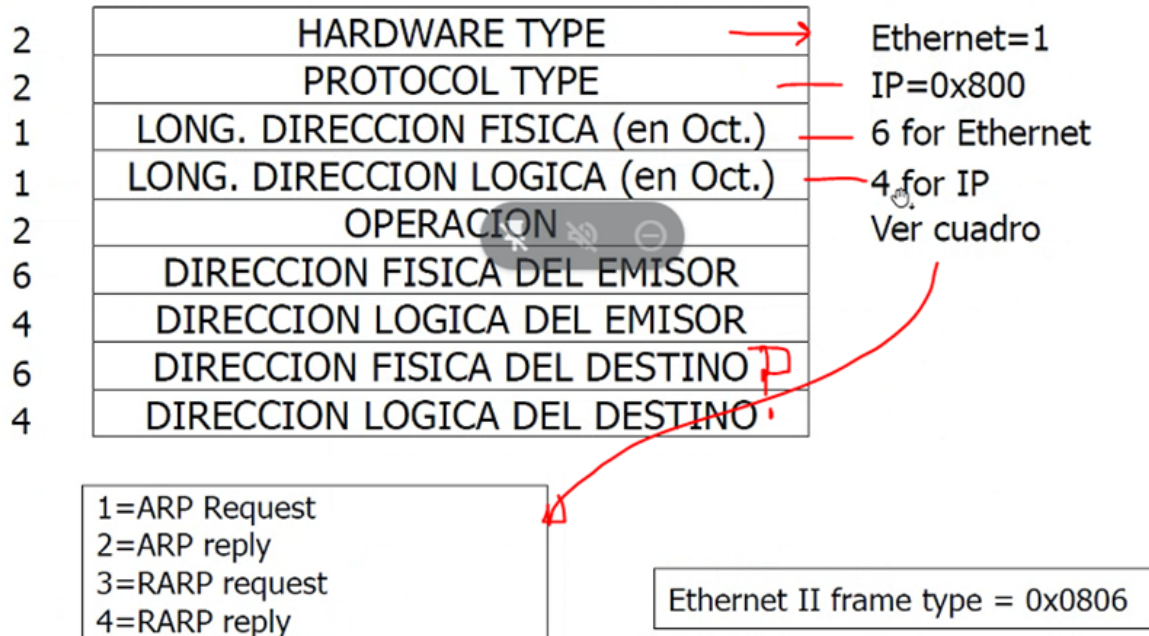 2 HARDWARE TYPE Ethernet=1
2 PROTOCOL TYPE IP=0x800
1 LONG. DIRECCION FISICA (en Oct.) 6 for Ethernet
1 LONG. DIRECCION LOGICA (en Oct.) 4 for IP
2 OPERACION Ver cuadro
6 DIRECCION FISICA DEL EMISOR
4 DIRECCION LOGICA DEL EMISOR
6 DIRECCION FISICA DEL DESTINO ?
4 DIRECCION LOGICA DEL DESTINO
1=ARP Request
2=ARP reply
3=RARP request
4=RARP reply
Ethernet II frame type = 0x0806